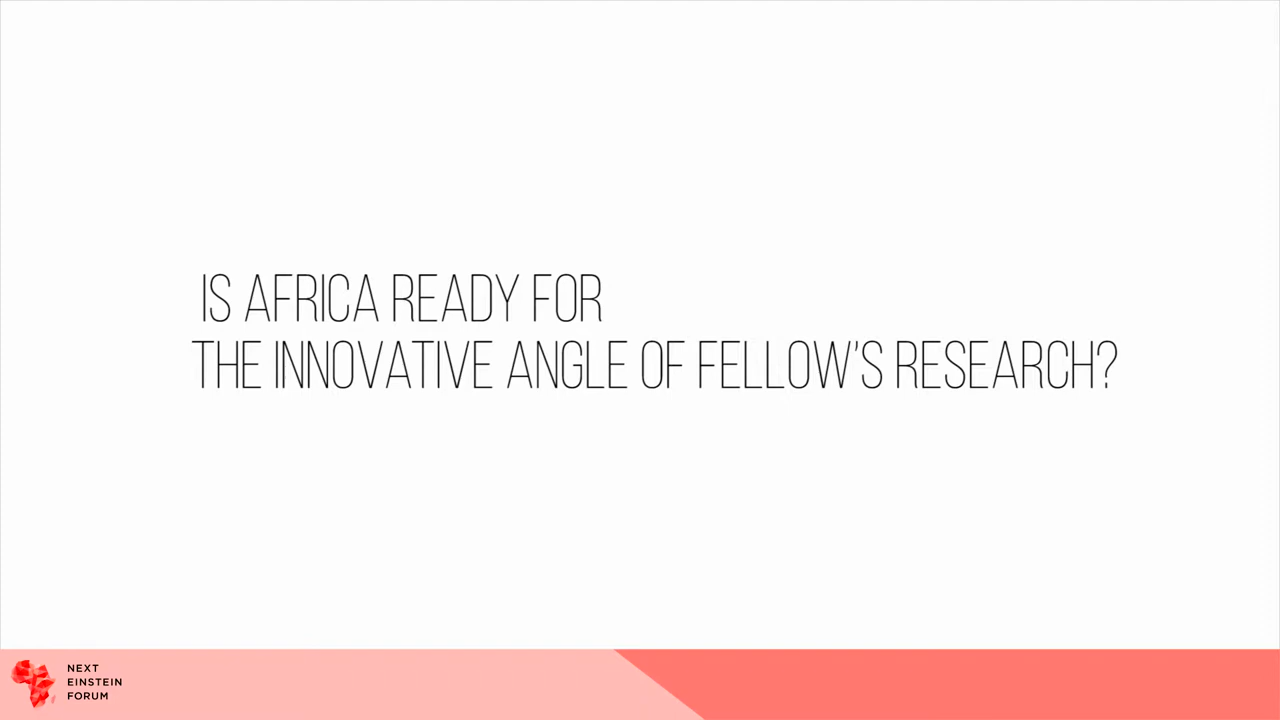 IS AFRICA READY FOR
THE INNOVATIVE ANGLE OF FELLOW'S RESEARCH?
NEXT
EINSTEIN
FORUM